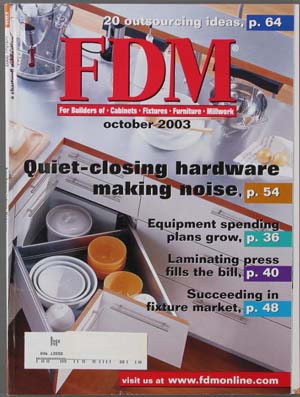 20 outsourcing ideas, p. 64
FDM
For Builders of • Cabinets • Fixtures • Furniture • Millwork
october 2003
Quiet-closing hardware
making noise, p. 54
Equipment spending
plans grow, p. 36
Laminating press
fills the bill, p. 40
Succeeding in
fixture market, p. 48
visit us at www.fdmonline.com